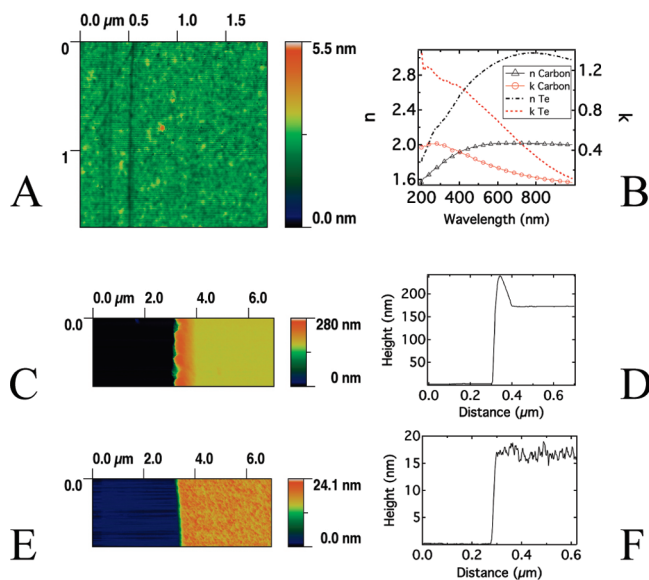 0.0 µm 0.5 1.0 1.5
0
1
5.5 nm
0.0 nm
A
n
2.8
2.4
2.0
1.6
n Carbon
k Carbon
n Te
k Te
1.2
0.8
0.4
k
200 400 600 800
Wavelength (nm)
B
0.0 µm 2.0 4.0 6.0
0.0
280 nm
0 nm
C
Height (nm)
200
150
100
50
0.0 0.2 0.4 0.6
Distance (µm)
D
0.0 µm 2.0 4.0 6.0
0.0
24.1 nm
0.0 nm
E
Height (nm)
20
15
10
5
0
0.0 0.2 0.4 0.6
Distance (µm)
F